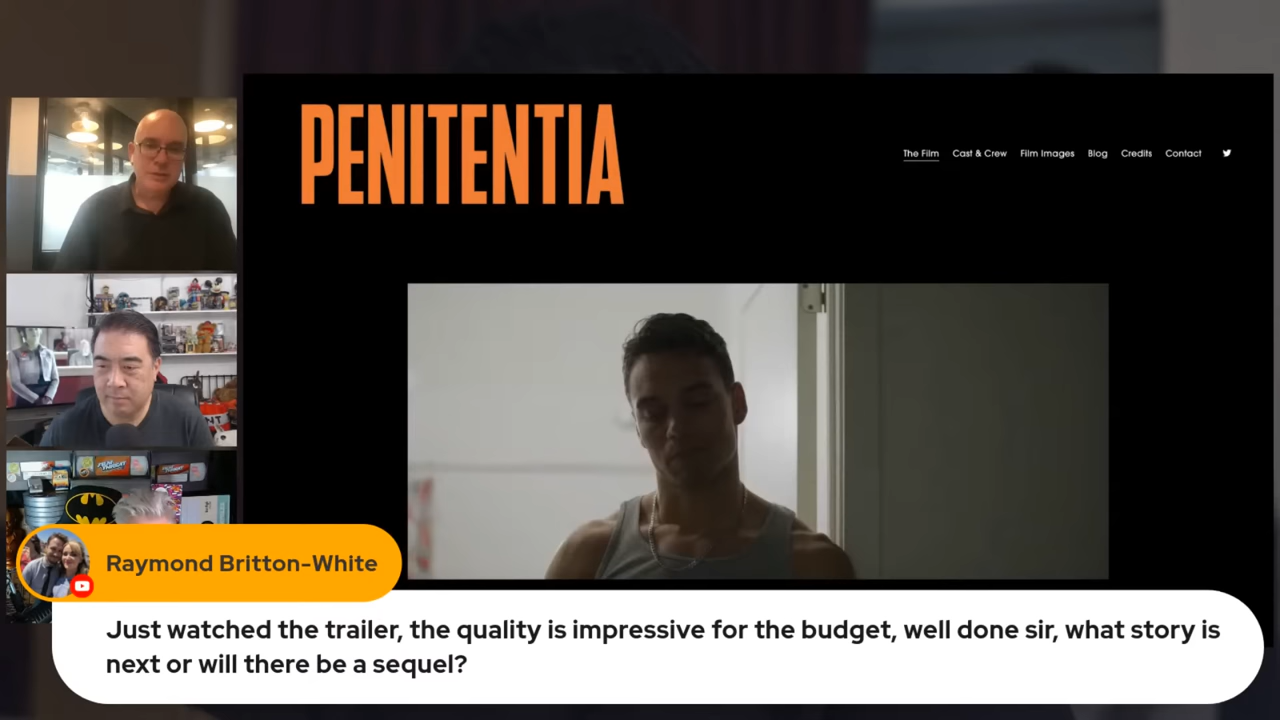 PENITENTIA
The Film Cast & Crew Film Images Blog Credits Contact
Raymond Britton-White
Just watched the trailer, the quality is impressive for the budget, well done sir, what story is
next or will there be a sequel?